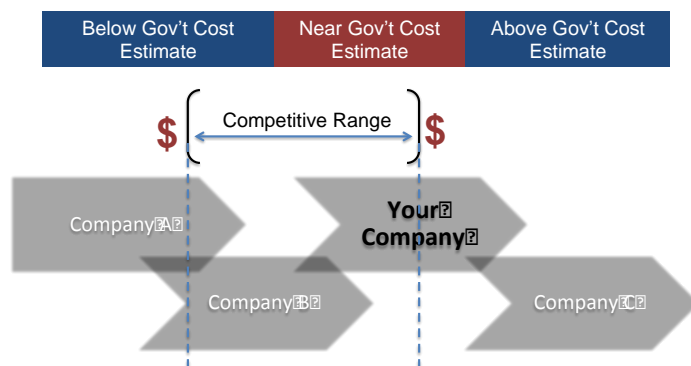 Below Gov't Cost
Estimate
Near Gov't Cost
Estimate
Above Gov't Cost
Estimate
$
Competitive Range
$
Company A
Your
Company
Company B
Company C